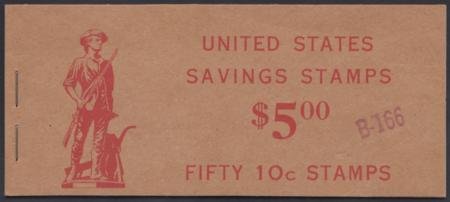 UNITED STATES
SAVINGS STAMPS
$5.00
B-166
FIFTY 10c STAMPS